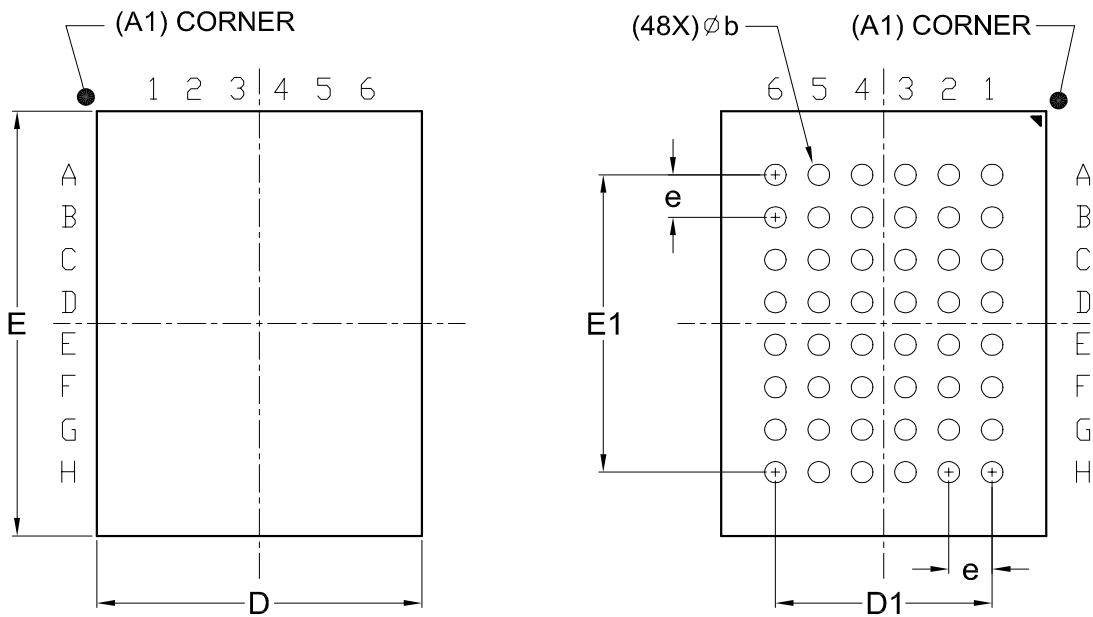 (A1) CORNER
1 2 3 4 5 6
A
B
C
D
E
F
G
H
E
D
(48X) ⌀ b
(A1) CORNER
6 5 4 3 2 1
A
B
C
D
E
F
G
H
e
E1
e
D1